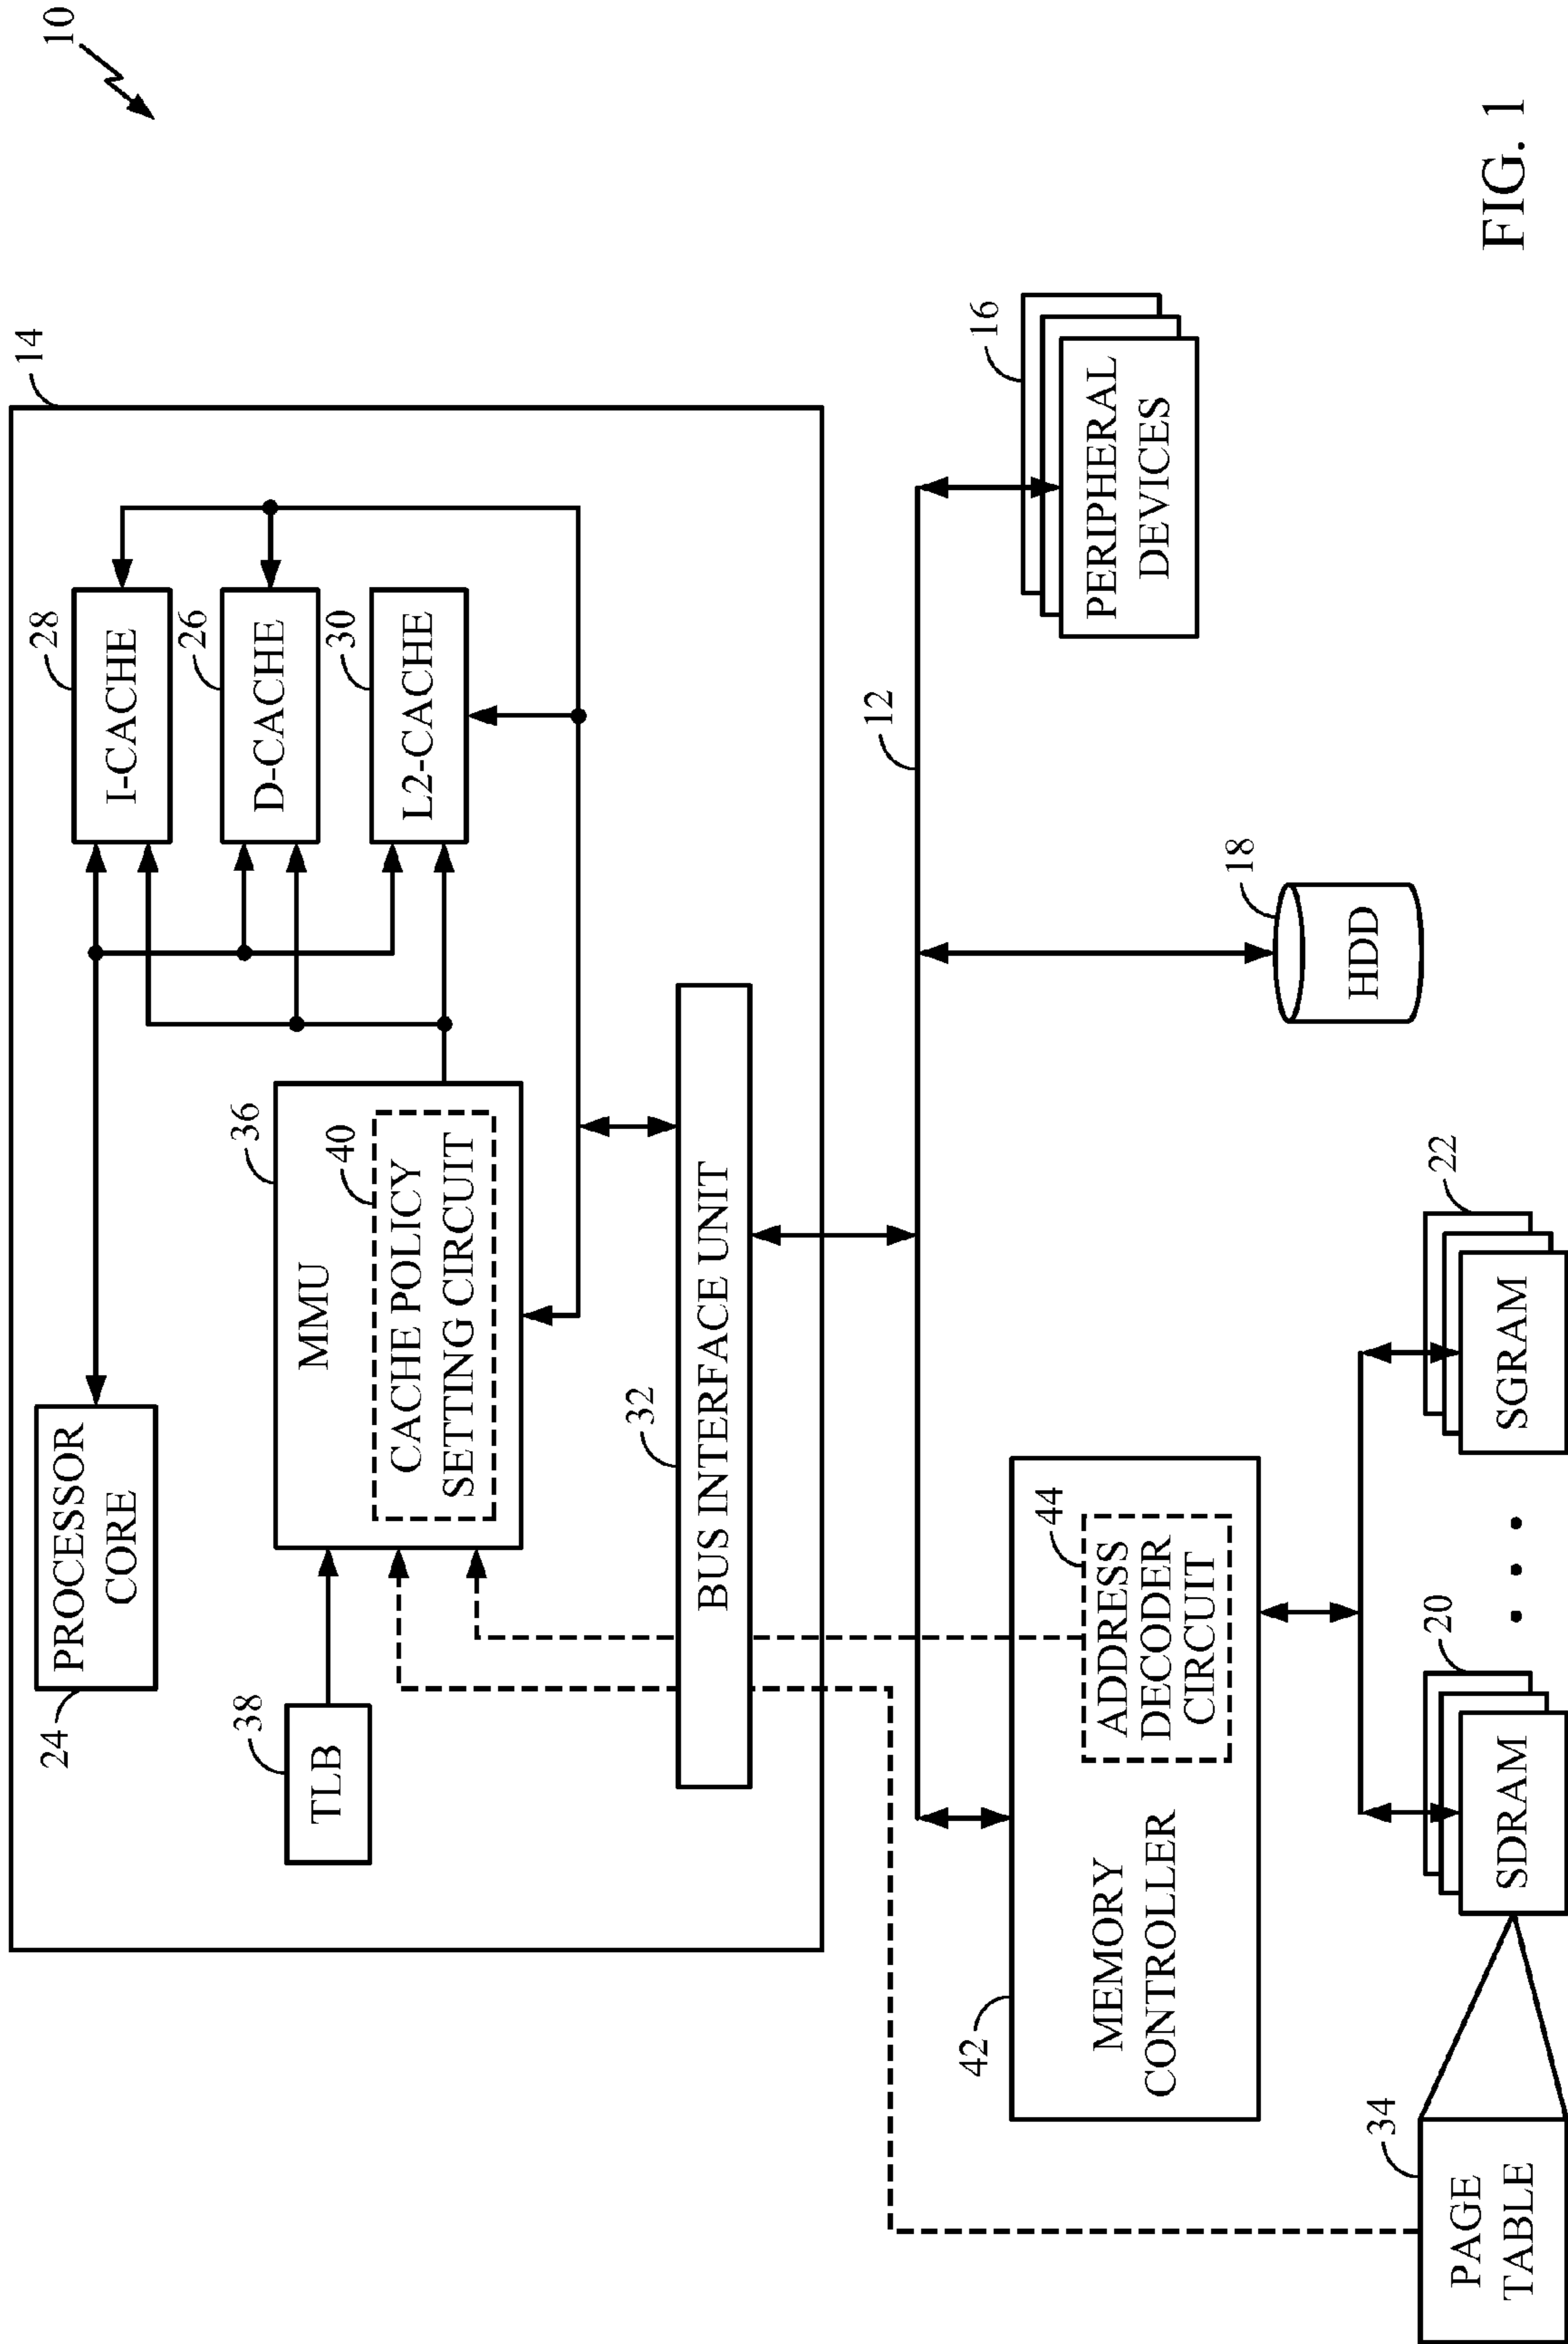 10
14
24
PROCESSOR
CORE
28
I-CACHE
26
D-CACHE
30
L2-CACHE
38
TLB
36
MMU
40
CACHE POLICY
SETTING CIRCUIT
32
BUS INTERFACE UNIT
12
42
MEMORY
CONTROLLER
44
ADDRESS
DECODER
CIRCUIT
18
HDD
16
PERIPHERAL
DEVICES
34
PAGE
TABLE
20
SDRAM
• • •
22
SGRAM
FIG. 1